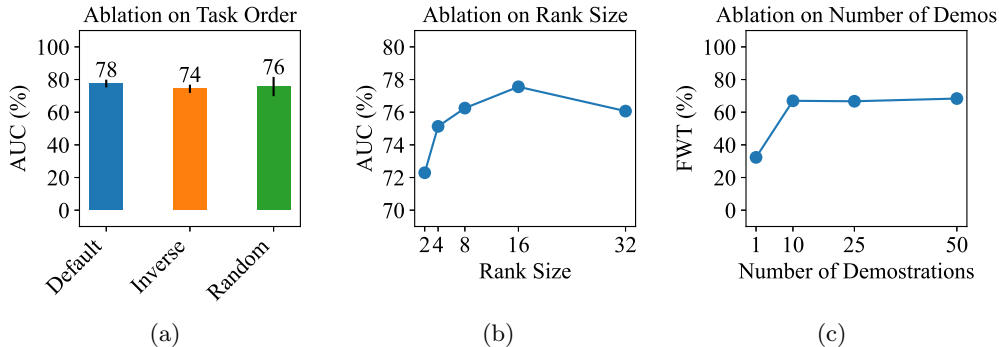 Ablation on Task Order
AUC (%)
100
80
60
40
20
0
78
74
76
Default
Inverse
Random
(a)
Ablation on Rank Size
AUC (%)
80
78
76
74
72
70
2 4 8 16 32
Rank Size
(b)
Ablation on Number of Demos
FWT (%)
100
80
60
40
20
0
1 10 25 50
Number of Demostrations
(c)